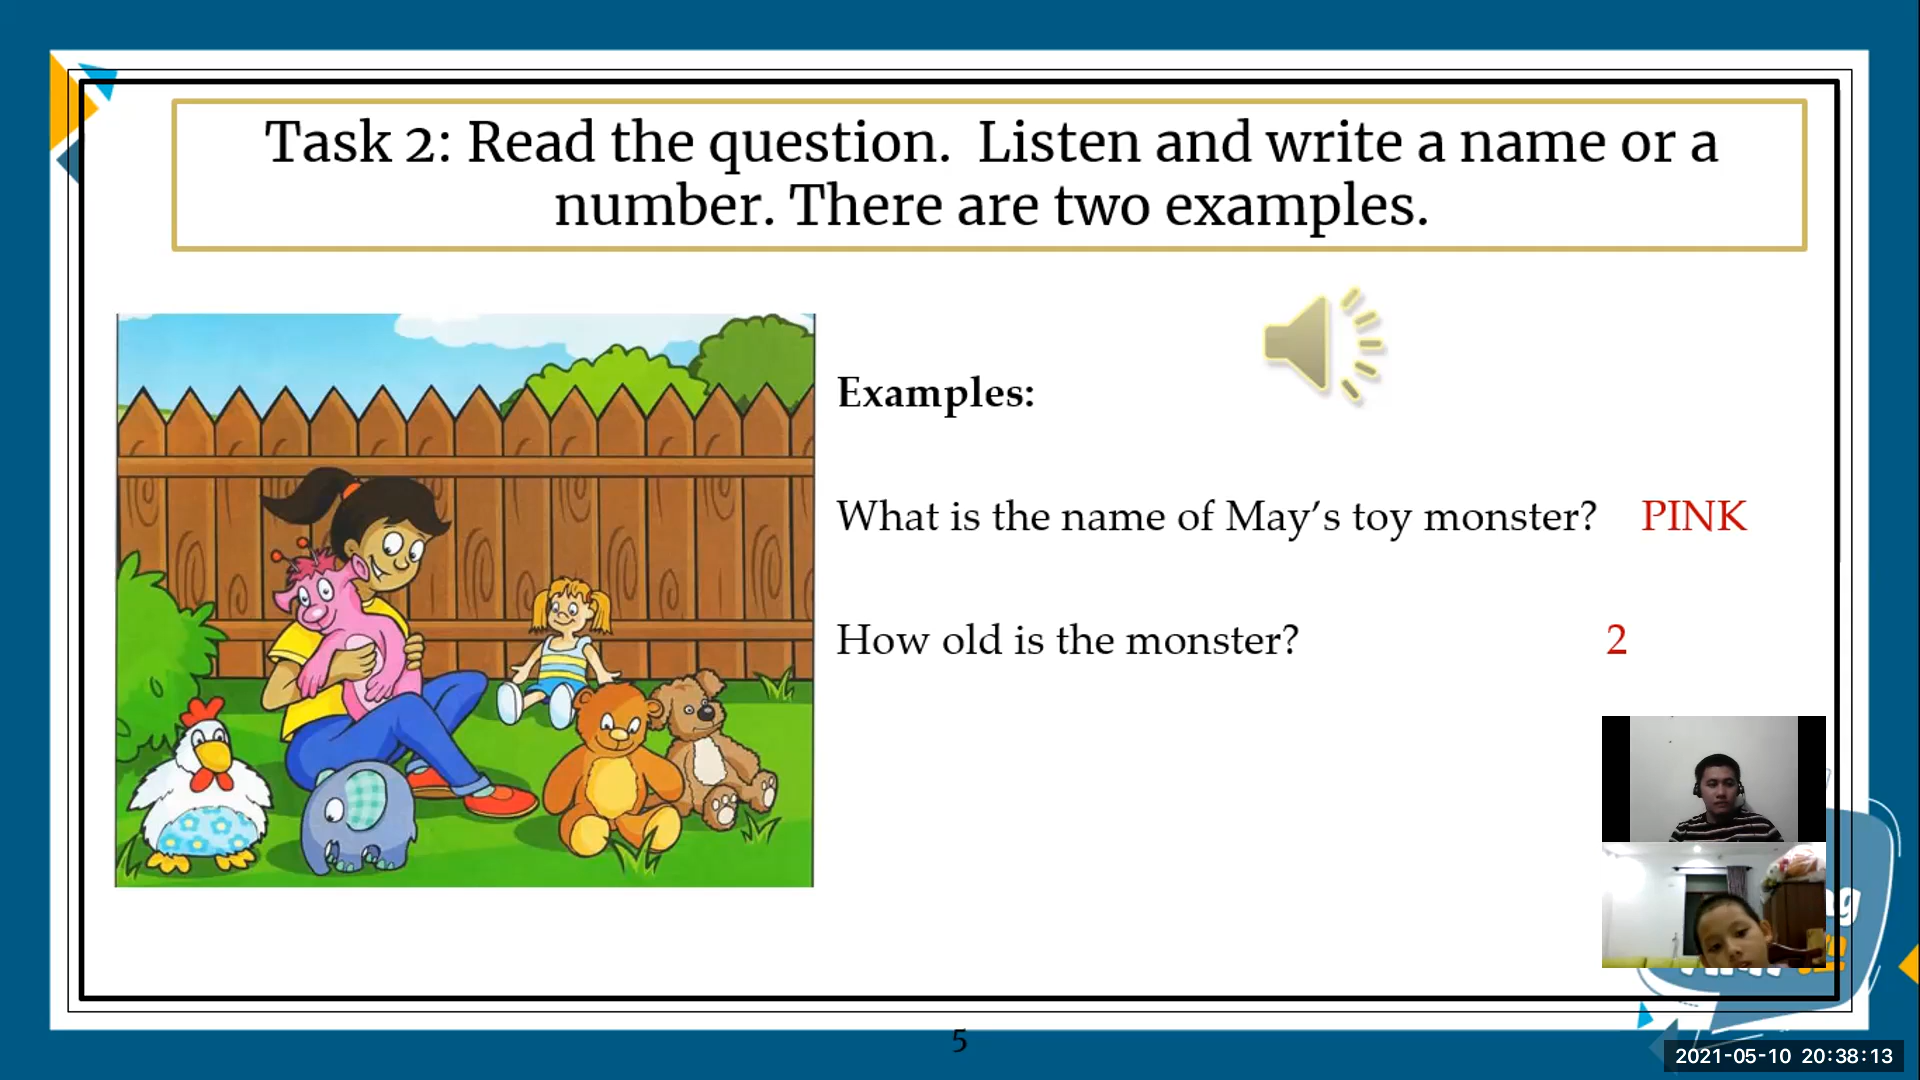 Task 2: Read the question.  Listen and write a name or a
number. There are two examples.
Examples:
What is the name of May’s toy monster? PINK
How old is the monster? 2
5
2021-05-10 20:38:13